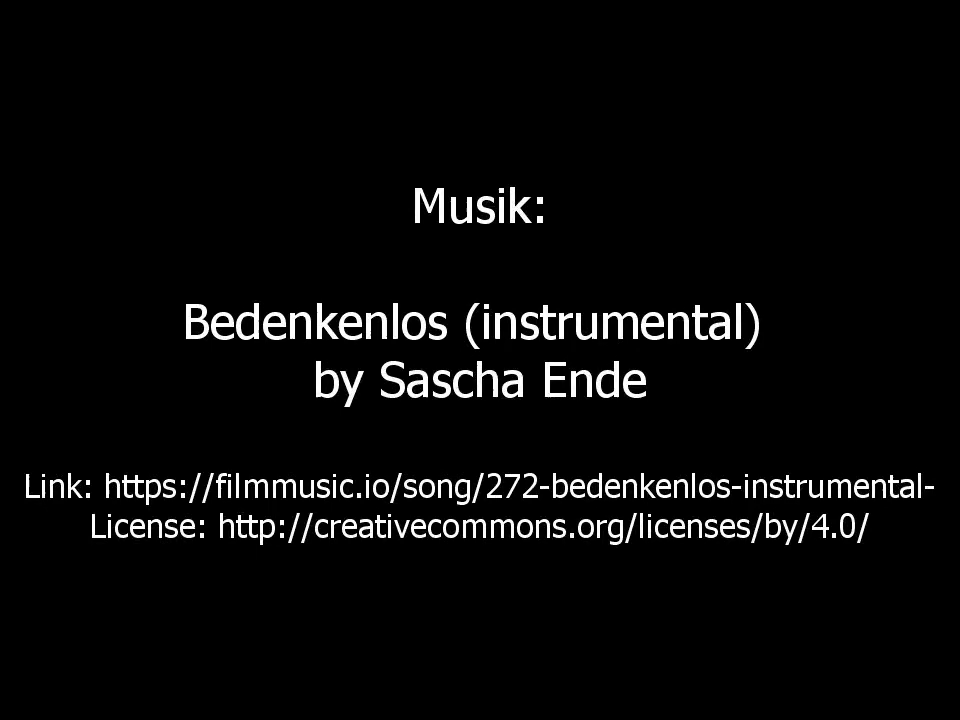 Musik:
Bedenkenlos (instrumental)
by Sascha Ende
Link: https://filmmusic.io/song/272-bedenkenlos-instrumental-
License: http://creativecommons.org/licenses/by/4.0/